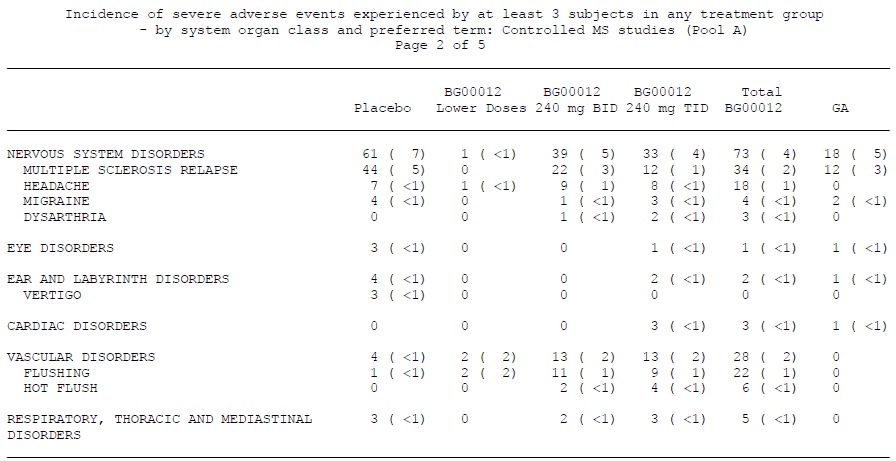 Incidence of severe adverse events experienced by at least 3 subjects in any treatment group
- by system organ class and preferred term: Controlled MS studies (Pool A)
Page 2 of 5
BG00012 BG00012 BG00012 Total
Placebo Lower Doses 240 mg BID 240 mg TID BG00012 GA
NERVOUS SYSTEM DISORDERS 61 ( 7) 1 ( <1) 39 ( 5) 33 ( 4) 73 ( 4) 18 ( 5)
MULTIPLE SCLEROSIS RELAPSE 44 ( 5) 0 22 ( 3) 12 ( 1) 34 ( 2) 12 ( 3)
HEADACHE 7 ( <1) 1 ( <1) 9 ( 1) 8 ( <1) 18 ( 1) 0
MIGRAINE 4 ( <1) 0 1 ( <1) 3 ( <1) 4 ( <1) 2 ( <1)
DYSARTHRIA 0 0 1 ( <1) 2 ( <1) 3 ( <1) 0
EYE DISORDERS 3 ( <1) 0 0 1 ( <1) 1 ( <1) 1 ( <1)
EAR AND LABYRINTH DISORDERS 4 ( <1) 0 0 2 ( <1) 2 ( <1) 1 ( <1)
VERTIGO 3 ( <1) 0 0 0 0 0
CARDIAC DISORDERS 0 0 0 3 ( <1) 3 ( <1) 1 ( <1)
VASCULAR DISORDERS 4 ( <1) 2 ( 2) 13 ( 2) 13 ( 2) 28 ( 2) 0
FLUSHING 1 ( <1) 2 ( 2) 11 ( 1) 9 ( 1) 22 ( 1) 0
HOT FLUSH 0 0 2 ( <1) 4 ( <1) 6 ( <1) 0
RESPIRATORY, THORACIC AND MEDIASTINAL 3 ( <1) 0 2 ( <1) 3 ( <1) 5 ( <1) 0
DISORDERS